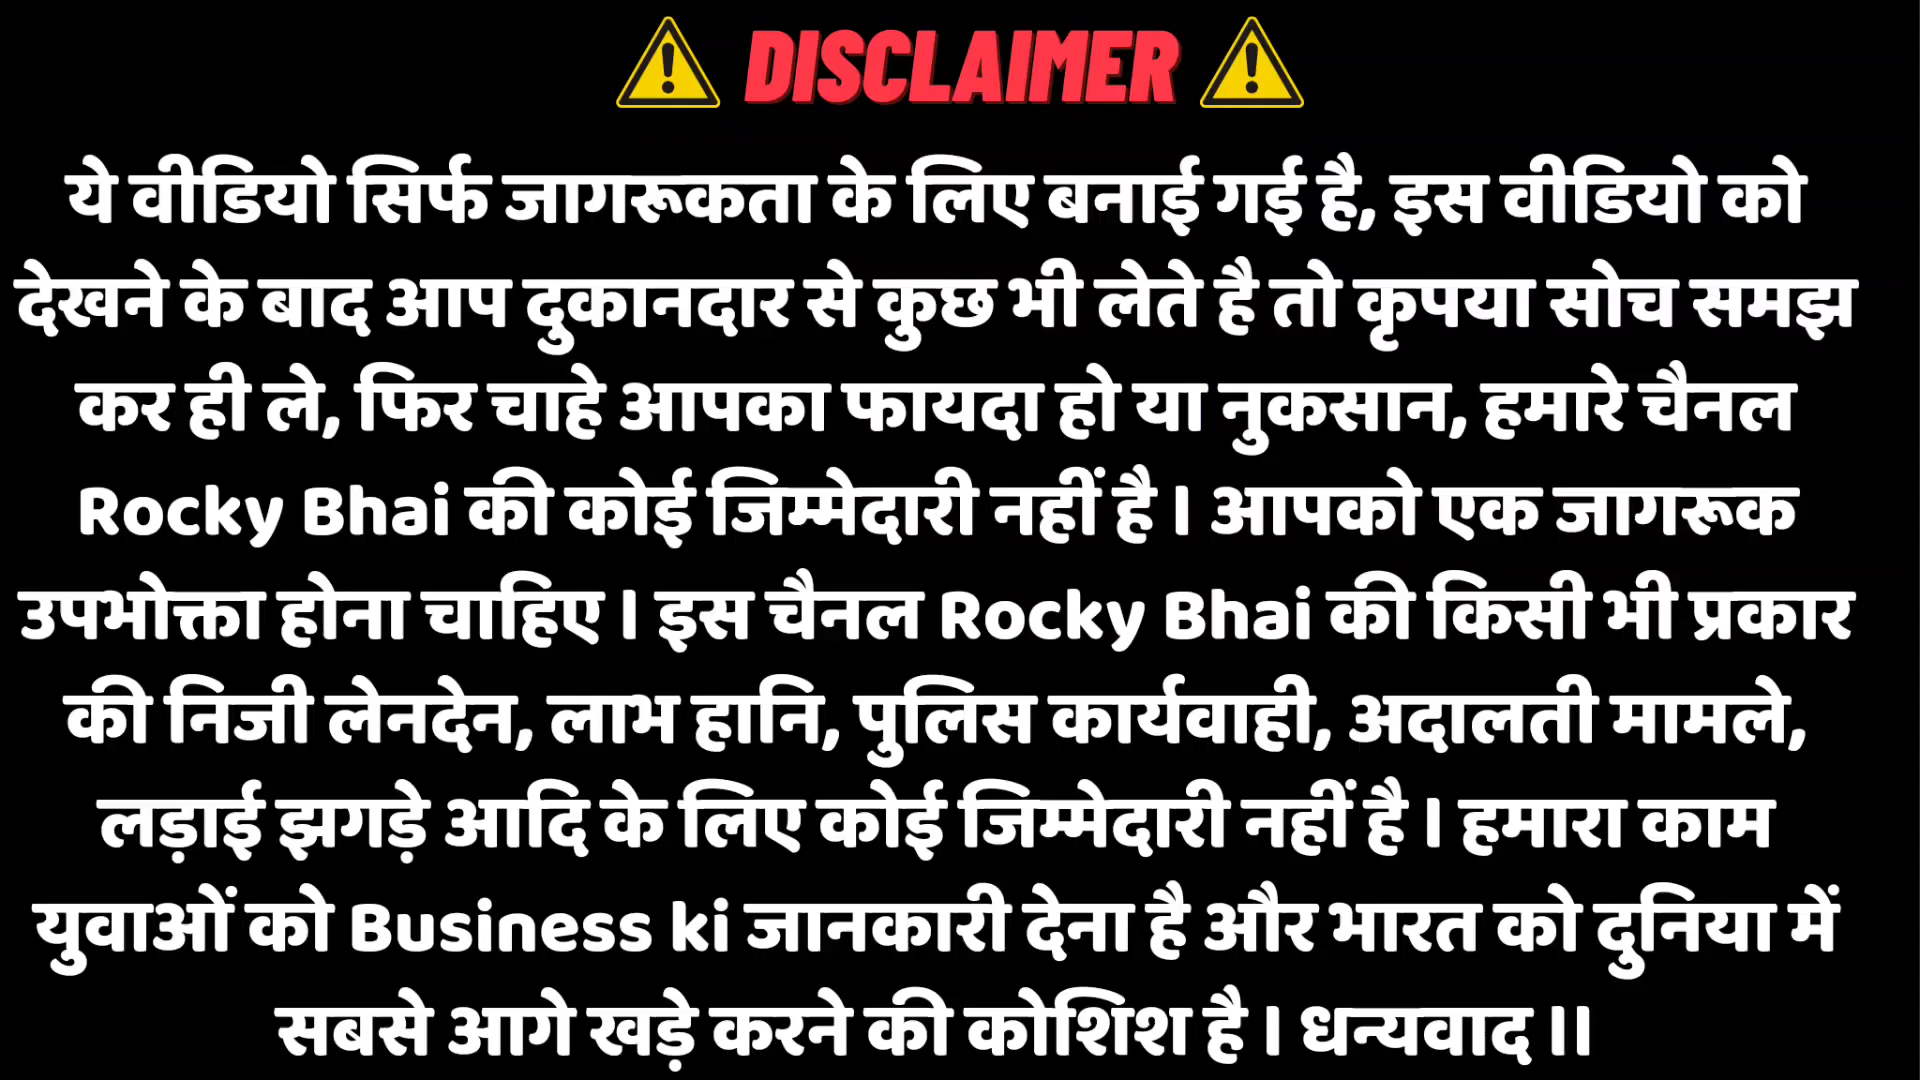 DISCLAIMER
ये वीडियो सिर्फ जागरूकता के लिए बनाई गई है, इस वीडियो को
देखने के बाद आप दुकानदार से कुछ भी लेते है तो कृपया सोच समझ
कर ही ले, फिर चाहे आपका फायदा हो या नुकसान, हमारे चैनल
Rocky Bhai की कोई जिम्मेदारी नहीं है । आपको एक जागरूक
उपभोक्ता होना चाहिए । इस चैनल Rocky Bhai की किसी भी प्रकार
की निजी लेनदेन, लाभ हानि, पुलिस कार्यवाही, अदालती मामले,
लड़ाई झगड़े आदि के लिए कोई जिम्मेदारी नहीं है । हमारा काम
युवाओं को Business ki जानकारी देना है और भारत को दुनिया में
सबसे आगे खड़े करने की कोशिश है । धन्यवाद ।।